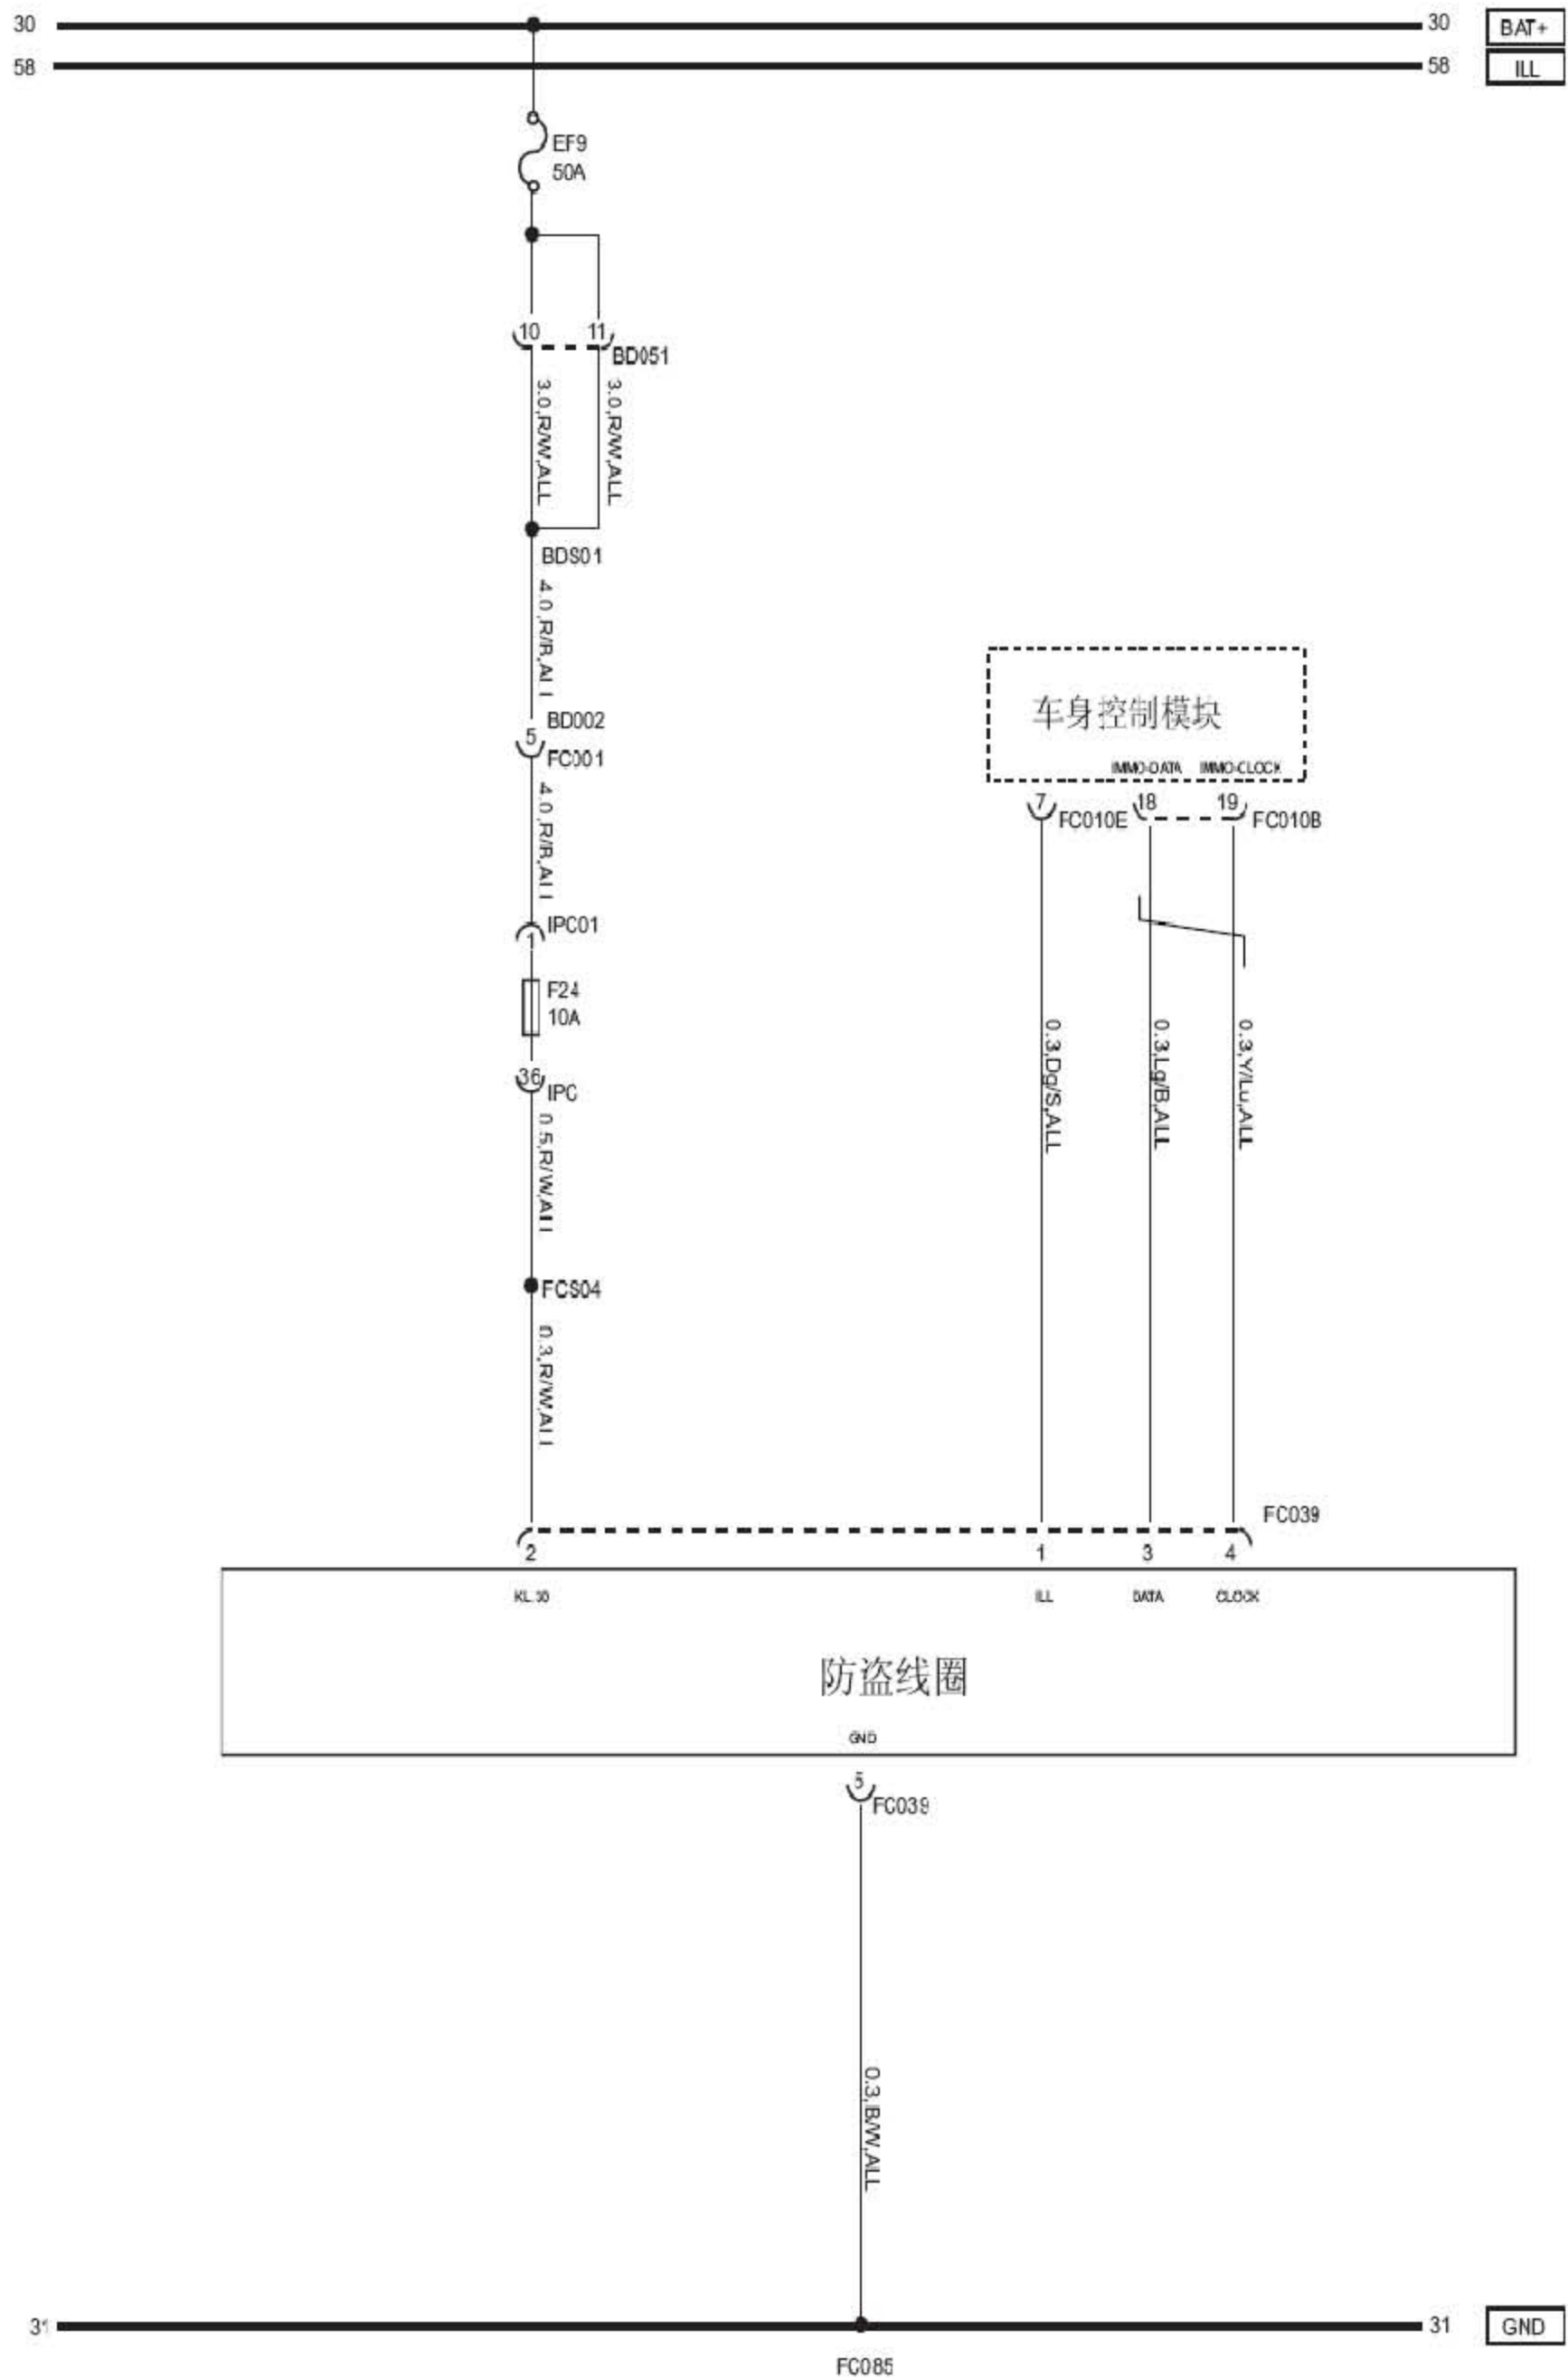 30
30
BAT+
58
58
ILL
EF9
50A
10
11
BD051
3.0,R/W,ALL
3.0,R/W,ALL
BDS01
4.0,R/B,ALL
BD002
5
FC001
4.0,R/B,ALL
IPC01
1
F24
10A
36
IPC
0.5,R/W,ALL
FCS04
0.3,R/W,ALL
车身控制模块
IMMO-DATA
IMMO-CLOCK
7
FC010E
18
19
FC010B
0.3,Dg/S,ALL
0.3,Lg/B,ALL
0.3,Y/Lu,ALL
FC039
2
1
3
4
KL.30
ILL
DATA
CLOCK
防盗线圈
GND
5
FC039
0.3,B/W,ALL
31
31
GND
FC085